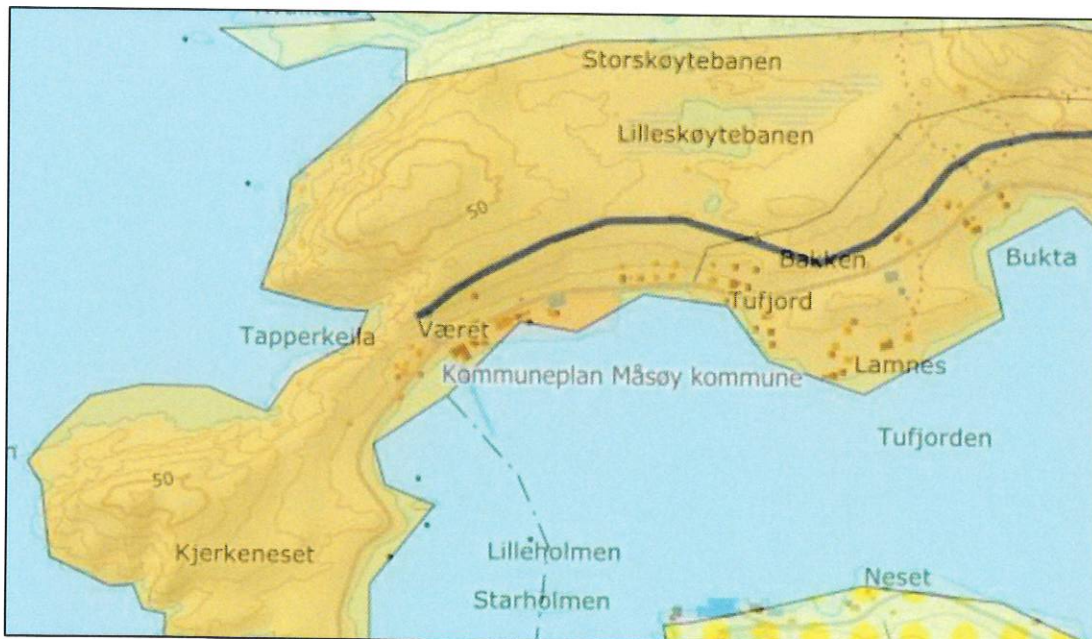 Storskøytebanen
Lilleskøytebanen
50
Bakken
Bukta
Tufjord
Været
Tapperkeila
Lamnes
Kommuneplan Måsøy kommune
Tufjorden
50
Kjerkeneset
Lilleholmen
Neset
Starholmen